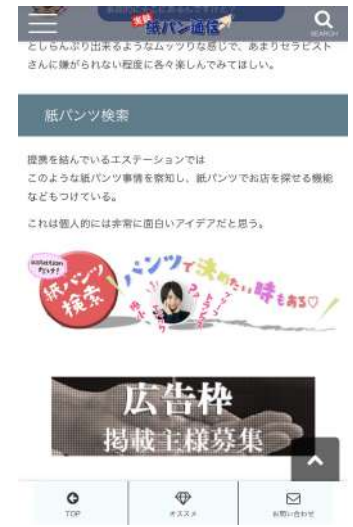 実録
紙パン通信
SEARCH
としらんぷり出来るようなムッツリな感じで、あまりセラピスト
さんに嫌がられない程度に各々楽しんでみてほしい。
紙パンツ検索
提携を結んでいるエステーションでは
このような紙パンツ事情を察知し、紙パンツでお店を探せる機能
などもつけている。
これは個人的には非常に面白いアイデアだと思う。
estestation
だけ!
紙パンツ
検索
パンツで決めたい時もある♡
広告枠
掲載主様募集
TOP
オススメ
お問い合わせ